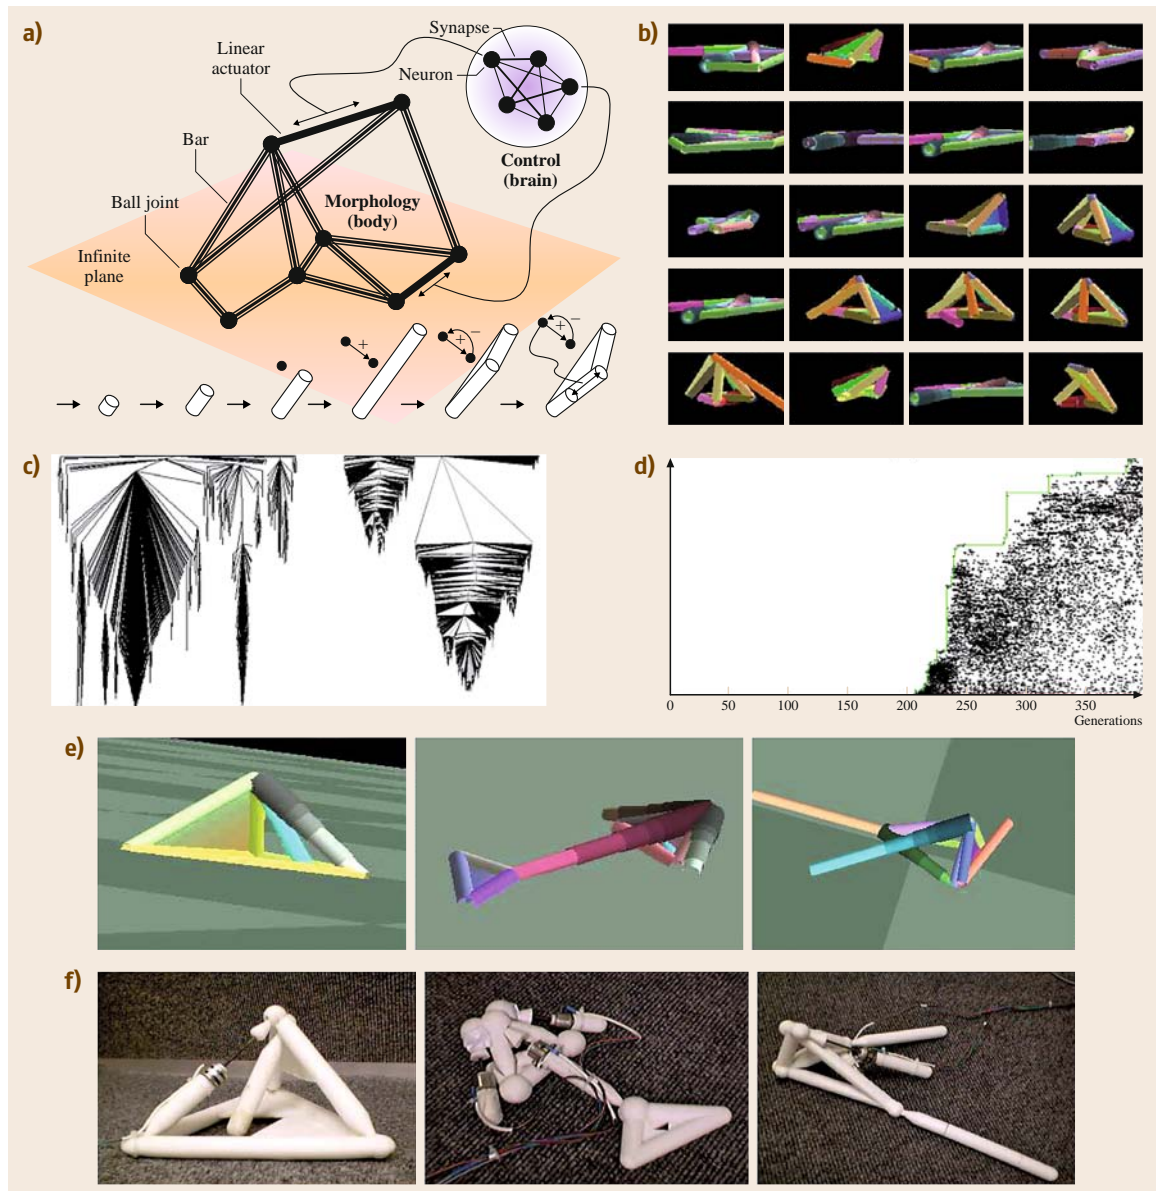 a)
Synapse
Linear
actuator
Neuron
Bar
Control
(brain)
Morphology
(body)
Ball joint
Infinite
plane
+
+
−
+
−
b)
c)
d)
0
50
100
150
200
250
300
350
Generations
e)
f)